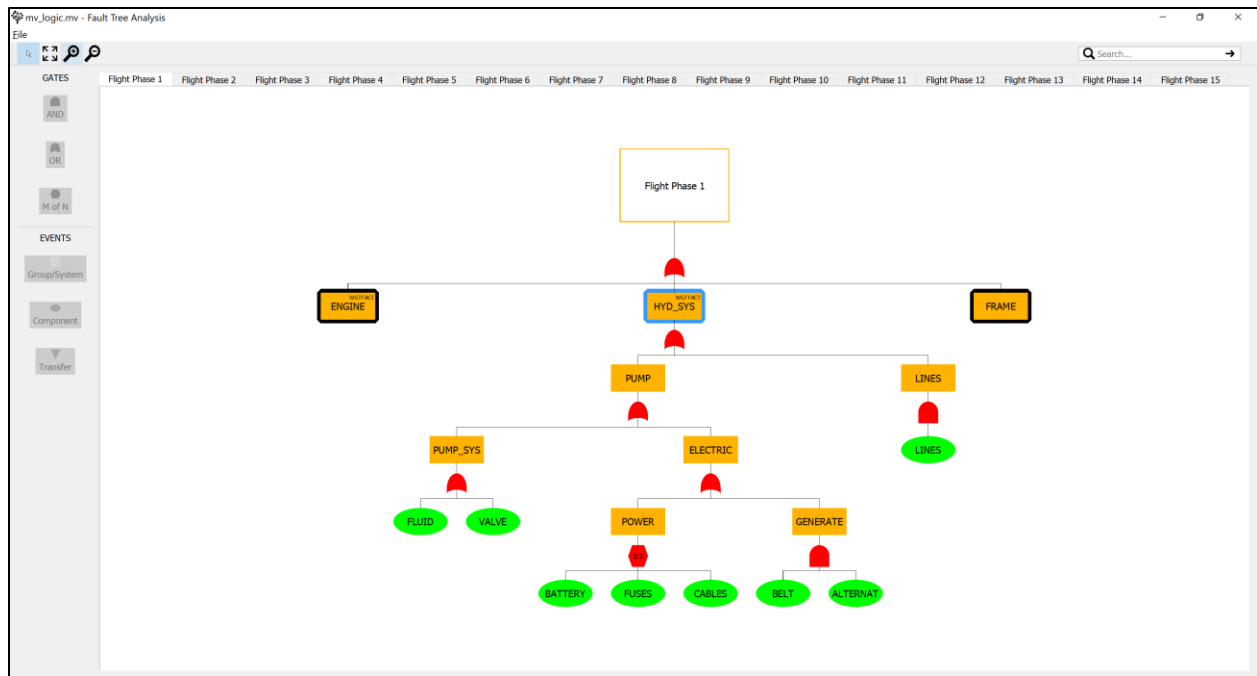 mv_logic.mv - Fault Tree Analysis
File
Search...
GATES
Flight Phase 1 Flight Phase 2 Flight Phase 3 Flight Phase 4 Flight Phase 5 Flight Phase 6 Flight Phase 7 Flight Phase 8 Flight Phase 9 Flight Phase 10 Flight Phase 11 Flight Phase 12 Flight Phase 13 Flight Phase 14 Flight Phase 15
AND
OR
M of N
EVENTS
Group/System
Component
Transfer
Flight Phase 1
WGTFACT
ENGINE
WGTFACT
HYD_SYS
FRAME
PUMP LINES
PUMP_SYS ELECTRIC LINES
FLUID VALVE POWER GENERATE
BATTERY FUSES CABLES BELT ALTERNAT